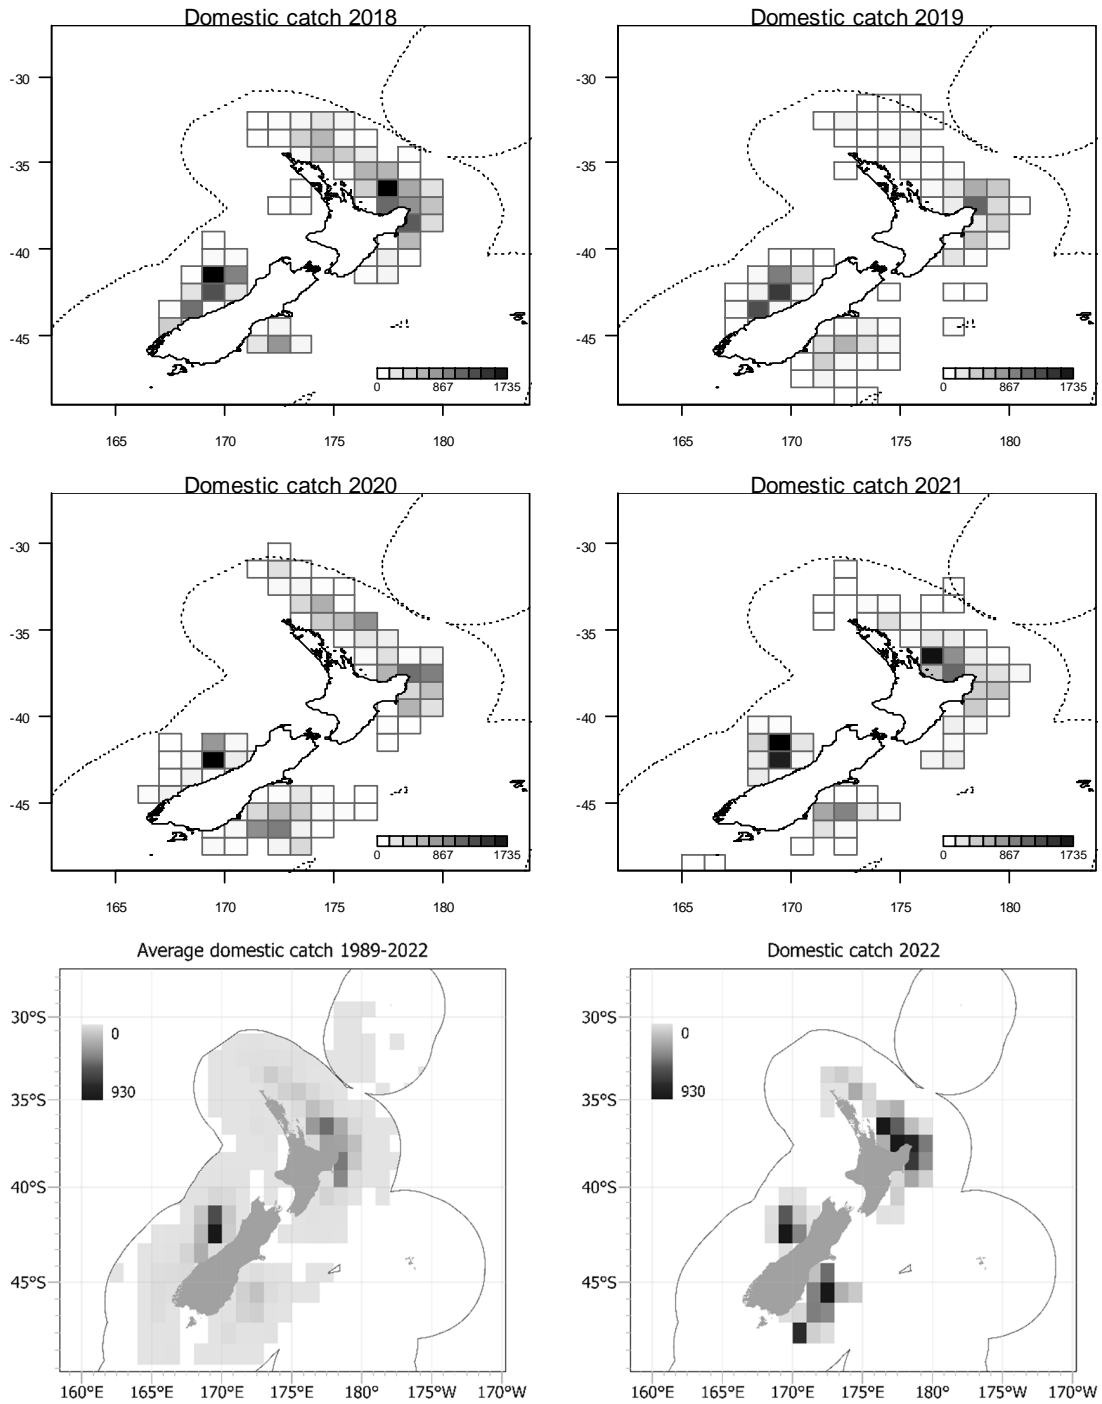 Domestic catch 2018
-30
-35
-40
-45
0 867 1735
165 170 175 180
Domestic catch 2019
-30
-35
-40
-45
0 867 1735
165 170 175 180
Domestic catch 2020
-30
-35
-40
-45
0 867 1735
165 170 175 180
Domestic catch 2021
-30
-35
-40
-45
0 867 1735
165 170 175 180
Average domestic catch 1989-2022
30°S
35°S
40°S
45°S
0
930
160°E 165°E 170°E 175°E 180° 175°W 170°W
Domestic catch 2022
30°S
35°S
40°S
45°S
0
930
160°E 165°E 170°E 175°E 180° 175°W 170°W